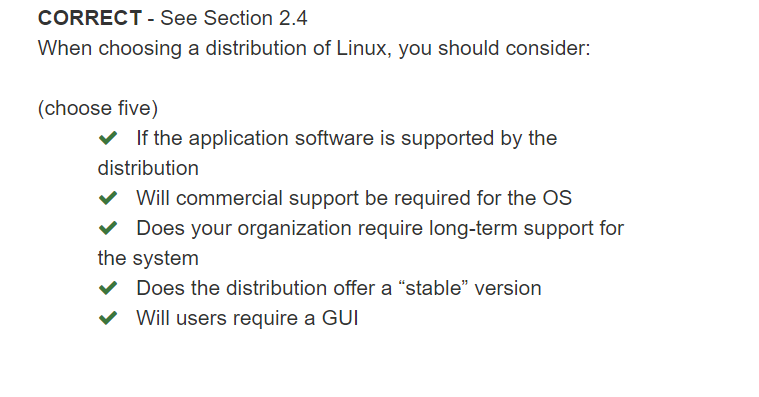 CORRECT - See Section 2.4
When choosing a distribution of Linux, you should consider:
(choose five)
If the application software is supported by the
distribution
Will commercial support be required for the OS
Does your organization require long-term support for
the system
Does the distribution offer a “stable” version
Will users require a GUI